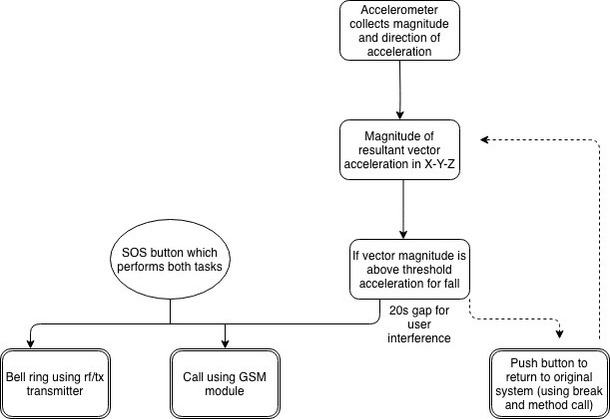 Accelerometer
collects magnitude
and direction of
acceleration
Magnitude of
resultant vector
acceleration in X-Y-Z
SOS button which
performs both tasks
If vector magnitude is
above threshold
acceleration for fall
20s gap for
user
interference
Bell ring using rf/tx
transmitter
Call using GSM
module
Push button to
return to original
system (using break
and method call)